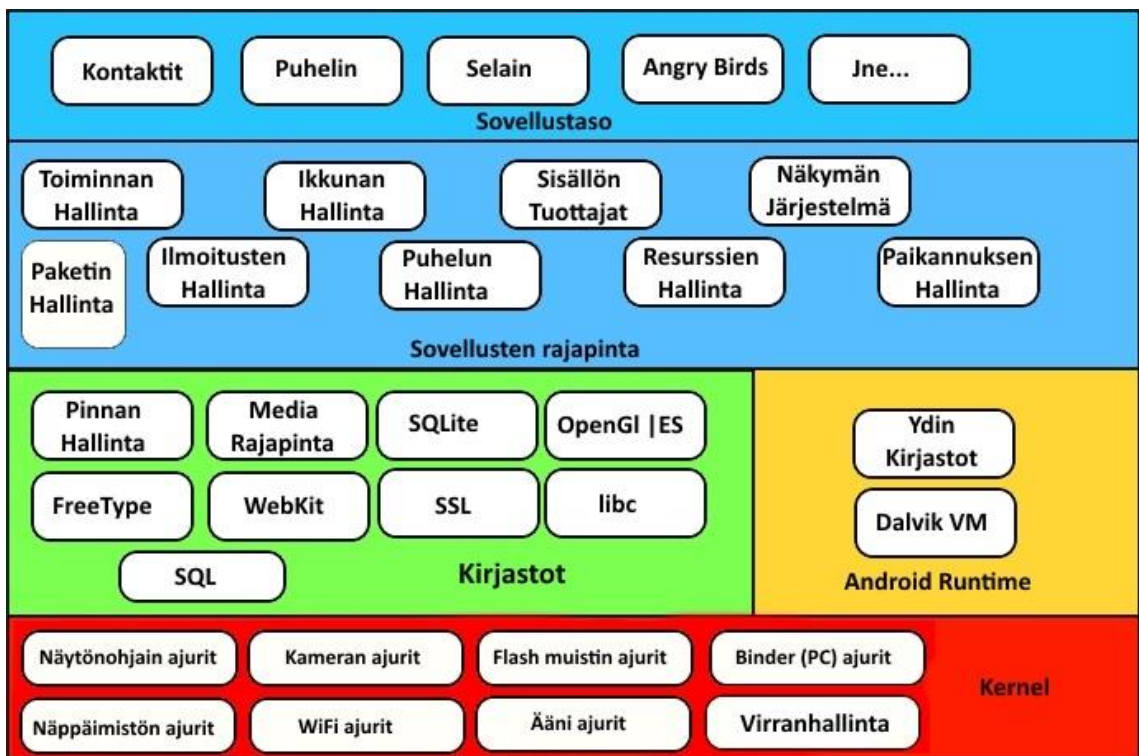 Kontaktit
Puhelin
Selain
Angry Birds
Jne...
Sovellustaso
Toiminnan
Hallinta
Ikkunan
Hallinta
Sisällön
Tuottajat
Näkymän
Järjestelmä
Paketin
Hallinta
Ilmoitusten
Hallinta
Puhelun
Hallinta
Resurssien
Hallinta
Paikannuksen
Hallinta
Sovellusten rajapinta
Pinnan
Hallinta
Media
Rajapinta
SQLite
OpenGl |ES
FreeType
WebKit
SSL
libc
SQL
Kirjastot
Ydin
Kirjastot
Dalvik VM
Android Runtime
Näytönohjain ajurit
Kameran ajurit
Flash muistin ajurit
Binder (PC) ajurit
Kernel
Näppäimistön ajurit
WiFi ajurit
Ääni ajurit
Virranhallinta